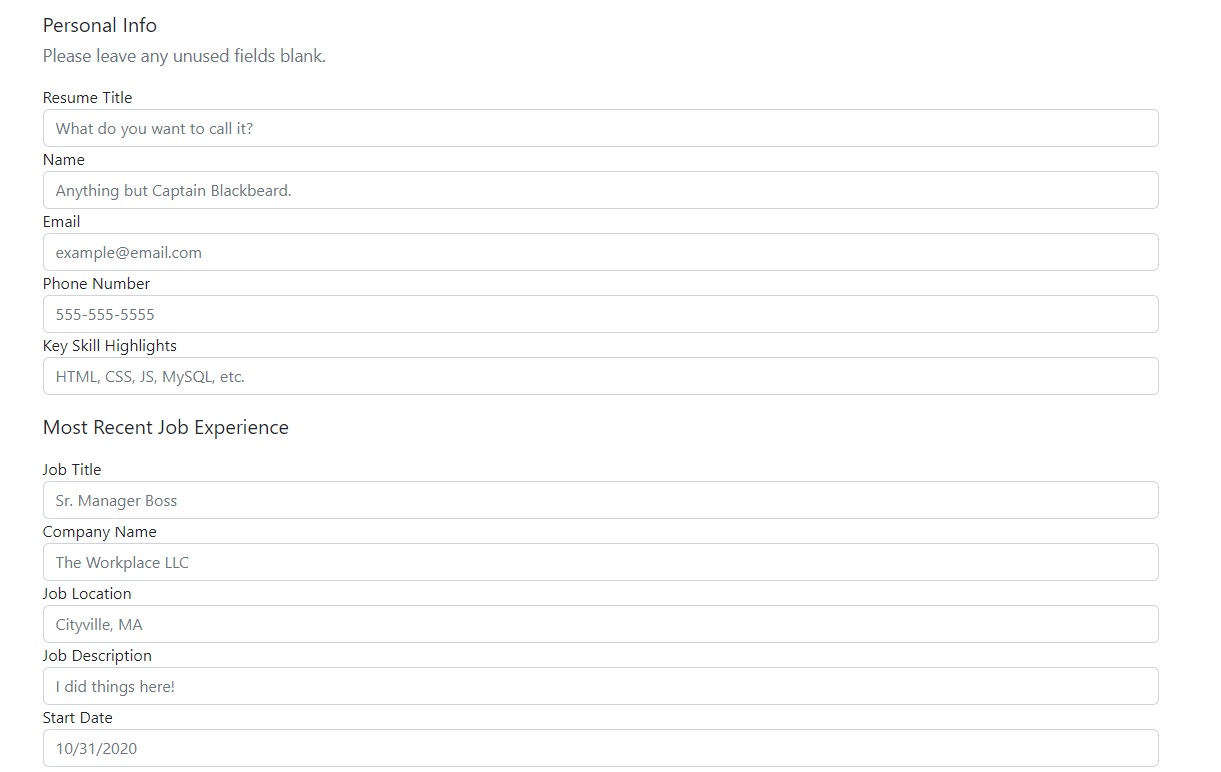 Personal Info
Please leave any unused fields blank.
Resume Title
What do you want to call it?
Name
Anything but Captain Blackbeard.
Email
example@email.com
Phone Number
555-555-5555
Key Skill Highlights
HTML, CSS, JS, MySQL, etc.
Most Recent Job Experience
Job Title
Sr. Manager Boss
Company Name
The Workplace LLC
Job Location
Cityville, MA
Job Description
I did things here!
Start Date
10/31/2020